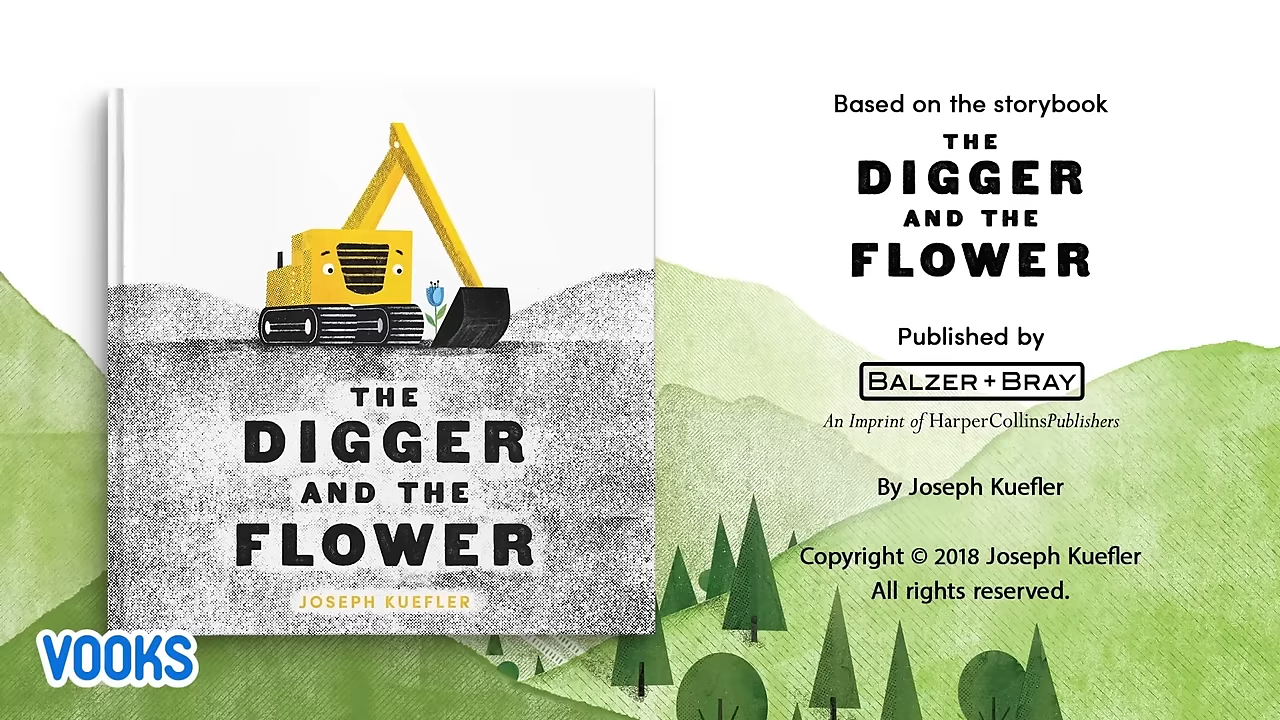 THE
DIGGER
AND THE
FLOWER
JOSEPH KUEFLER
VOOKS
Based on the storybook
THE
DIGGER
AND THE
FLOWER
Published by
BALZER + BRAY
An Imprint of HarperCollinsPublishers
By Joseph Kuefler
Copyright © 2018 Joseph Kuefler
All rights reserved.